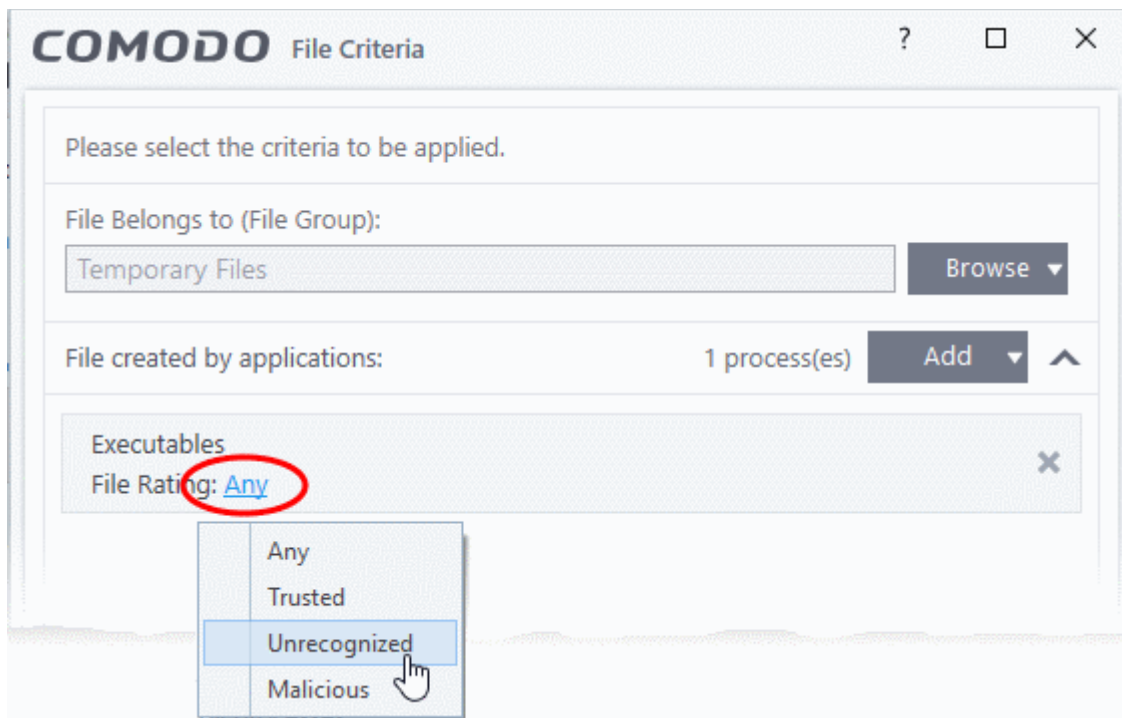 COMODO File Criteria ?
Please select the criteria to be applied.
File Belongs to (File Group):
Temporary Files Browse
File created by applications: 1 process(es) Add
Executables
File Rating: Any
Any
Trusted
Unrecognized
Malicious